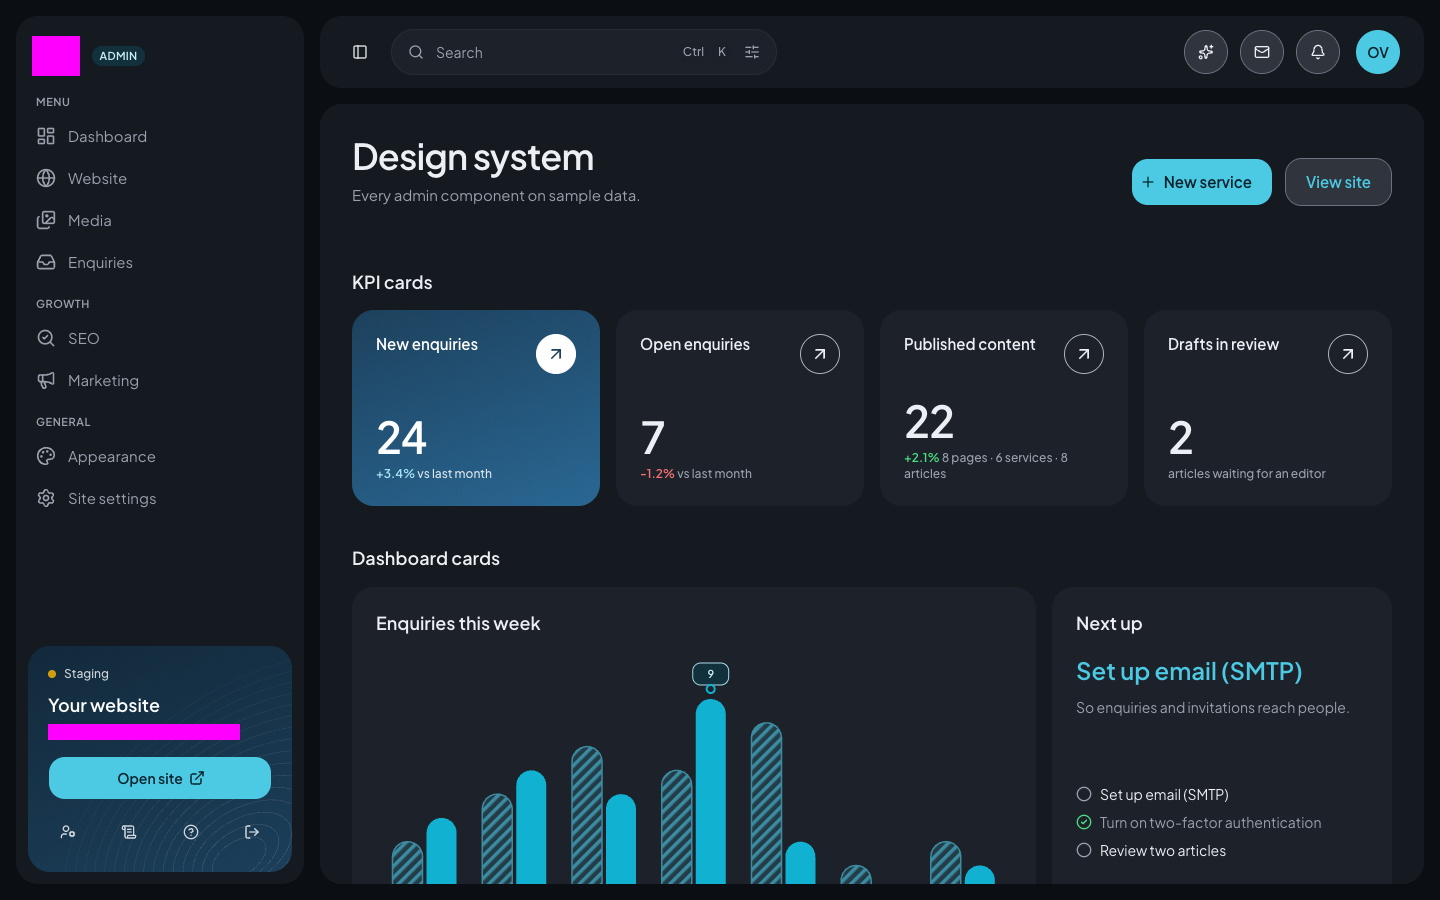 ADMIN
MENU
Dashboard
Website
Media
Enquiries
GROWTH
SEO
Marketing
GENERAL
Appearance
Site settings
Staging
Your website
Open site
Search
Ctrl K
OV
Design system
Every admin component on sample data.
New service
View site
KPI cards
New enquiries
24
+3.4% vs last month
Open enquiries
7
-1.2% vs last month
Published content
22
+2.1% 8 pages · 6 services · 8
articles
Drafts in review
2
articles waiting for an editor
Dashboard cards
Enquiries this week
9
Next up
Set up email (SMTP)
So enquiries and invitations reach people.
Set up email (SMTP)
Turn on two-factor authentication
Review two articles